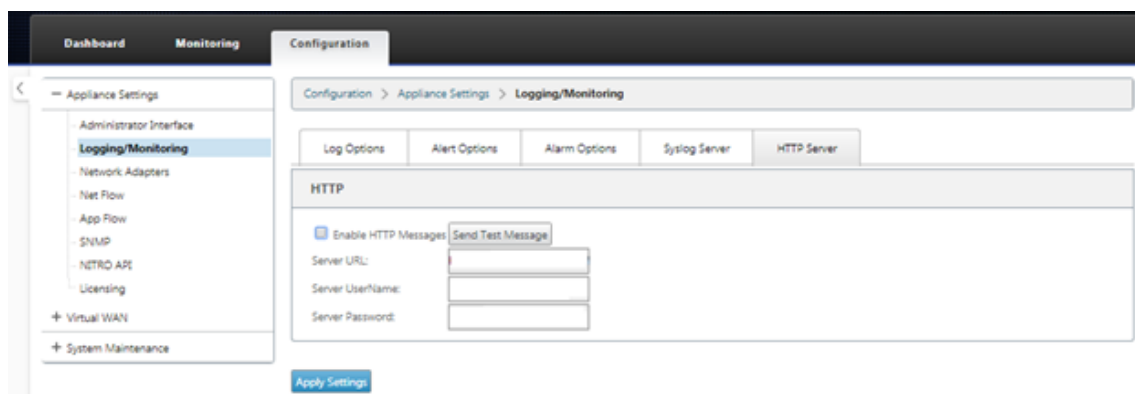 Dashboard Monitoring Configuration
− Appliance Settings
Configuration > Appliance Settings > Logging/Monitoring
Administrator Interface
Logging/Monitoring
Network Adapters
Net Flow
App Flow
SNMP
NITRO API
Licensing
+ Virtual WAN
+ System Maintenance
Log Options Alert Options Alarm Options Syslog Server HTTP Server
HTTP
Enable HTTP Messages Send Test Message
Server URL:
Server UserName:
Server Password:
Apply Settings